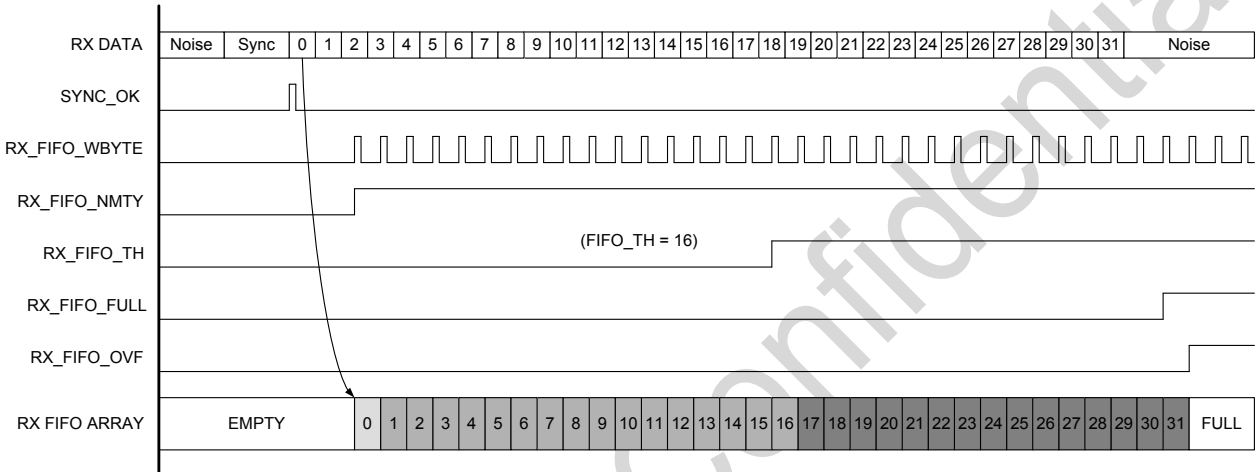 RX DATA Noise Sync 0 1 2 3 4 5 6 7 8 9 10 11 12 13 14 15 16 17 18 19 20 21 22 23 24 25 26 27 28 29 30 31 Noise
SYNC_OK
RX_FIFO_WBYTE
RX_FIFO_NMTY
RX_FIFO_TH (FIFO_TH = 16)
RX_FIFO_FULL
RX_FIFO_OVF
RX FIFO ARRAY EMPTY 0 1 2 3 4 5 6 7 8 9 10 11 12 13 14 15 16 17 18 19 20 21 22 23 24 25 26 27 28 29 30 31 FULL
Confidential